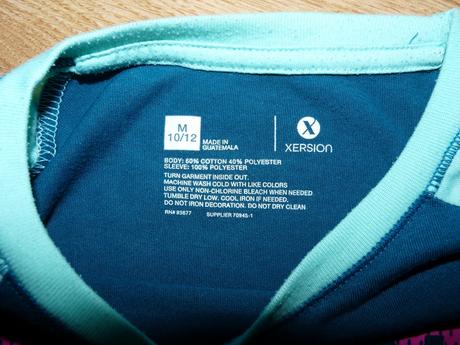 M
10/12
MADE IN
GUATEMALA
X
XERSION
BODY: 60% COTTON 40% POLYESTER
SLEEVE: 100% POLYESTER
TURN GARMENT INSIDE OUT.
MACHINE WASH COLD WITH LIKE COLORS
USE ONLY NON-CHLORINE BLEACH WHEN NEEDED
TUMBLE DRY LOW. COOL IRON IF NEEDED.
DO NOT IRON DECORATION. DO NOT DRY CLEAN
RN# 93677 SUPPLIER 70945-1